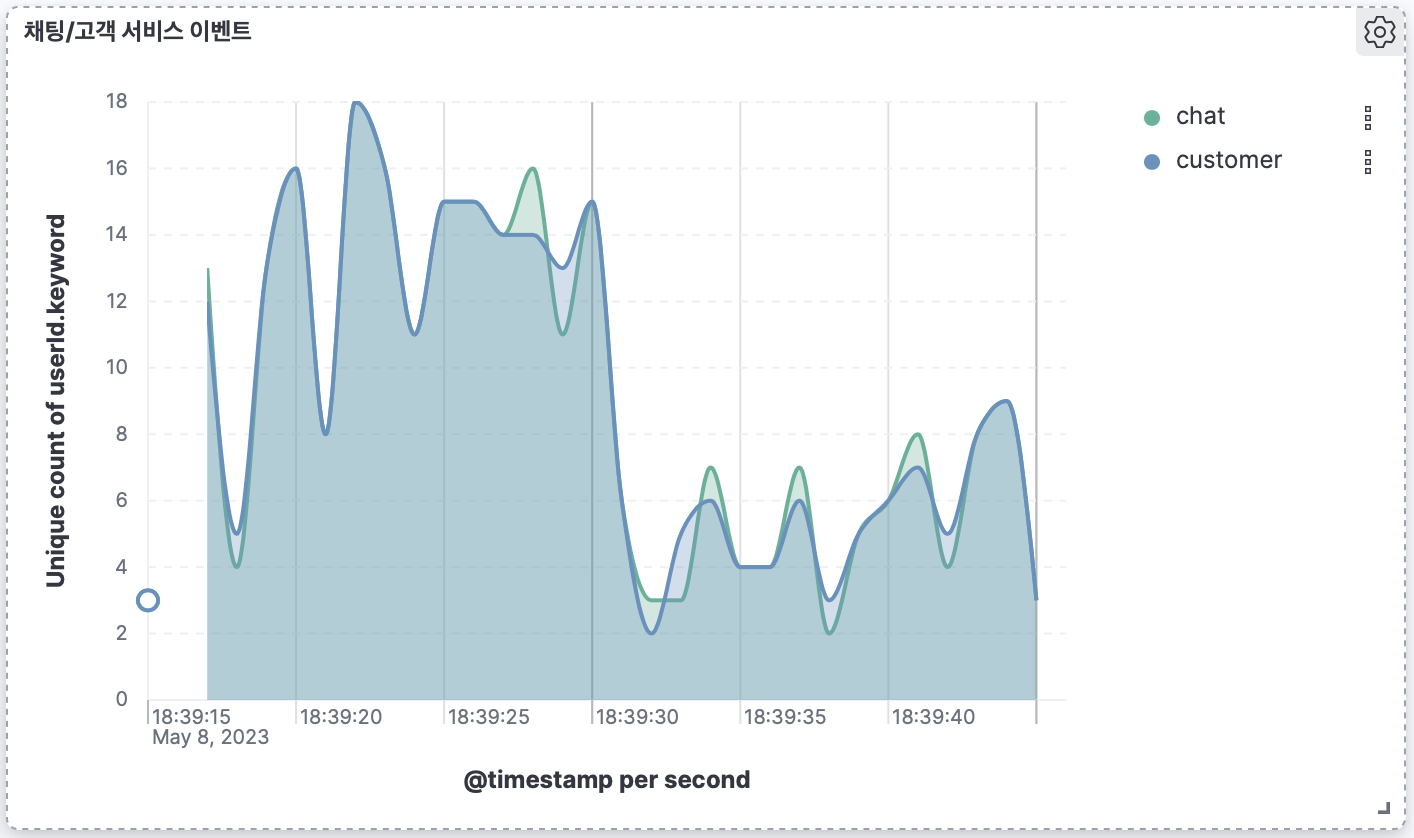 채팅/고객 서비스 이벤트
chat
customer
Unique count of userId.keyword
18
16
14
12
10
8
6
4
2
0
18:39:15 18:39:20 18:39:25 18:39:30 18:39:35 18:39:40
May 8, 2023
@timestamp per second